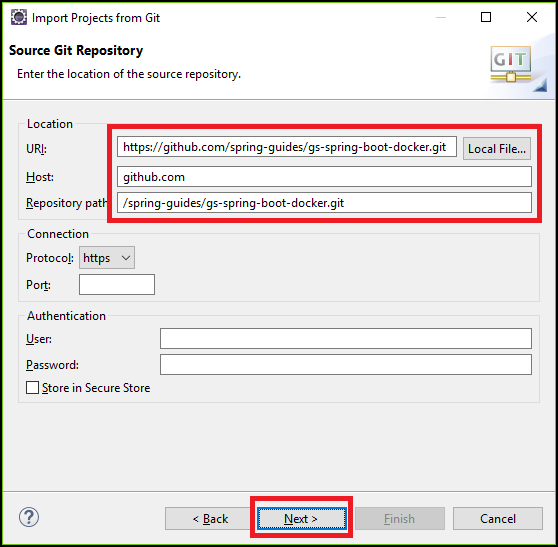 Import Projects from Git
Source Git Repository
Enter the location of the source repository.
GIT
Location
URI:
https://github.com/spring-guides/gs-spring-boot-docker.git
Local File...
Host:
github.com
Repository path
/spring-guides/gs-spring-boot-docker.git
Connection
Protocol:
https
Port:
Authentication
User:
Password:
Store in Secure Store
?
< Back
Next >
Finish
Cancel